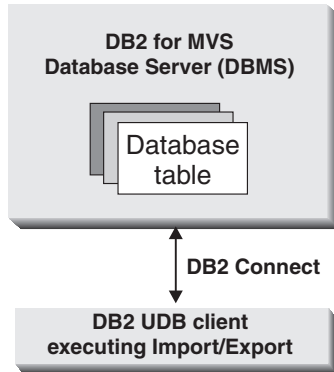 DB2 for MVS
Database Server (DBMS)
Database
table
DB2 Connect
DB2 UDB client
executing Import/Export